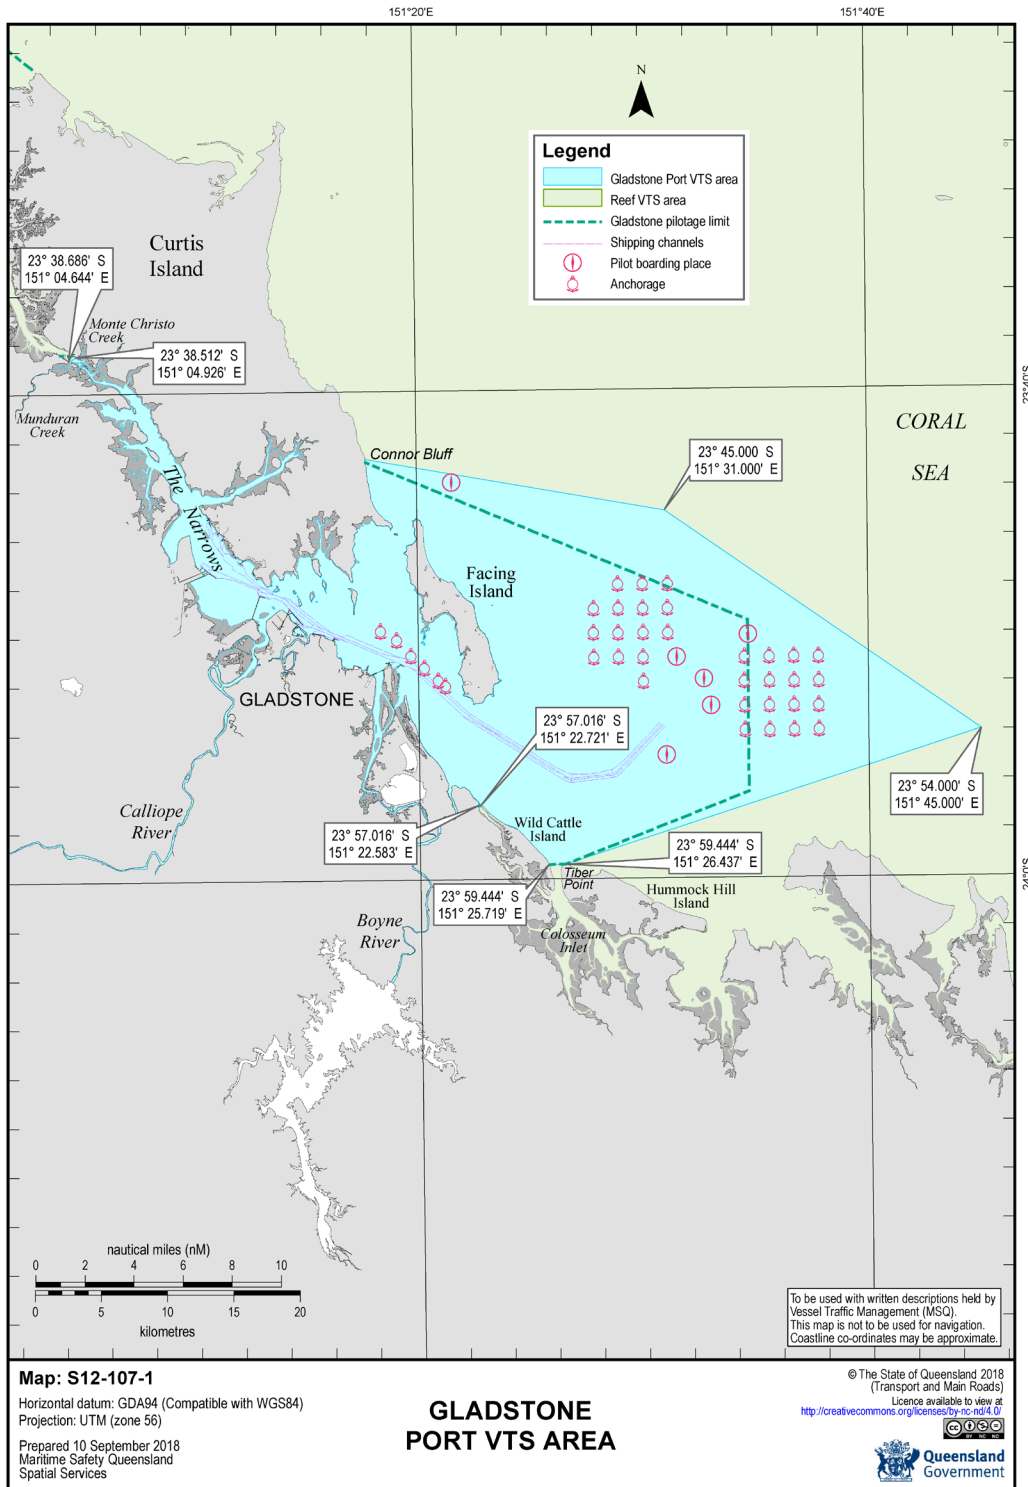 151°20'E
151°40'E
N
Legend
Gladstone Port VTS area
Reef VTS area
Gladstone pilotage limit
Shipping channels
Pilot boarding place
Anchorage
Curtis
Island
23° 38.686' S
151° 04.644' E
Monte Christo
Creek
23° 38.512' S
151° 04.926' E
23°40'S
Munduran
Creek
CORAL
SEA
Connor Bluff
23° 45.000 S
151° 31.000' E
The Narrows
Facing
Island
GLADSTONE
23° 57.016' S
151° 22.721' E
23° 54.000' S
151° 45.000' E
Calliope
River
23° 57.016' S
151° 22.583' E
Wild Cattle
Island
23° 59.444' S
151° 26.437' E
24°0'S
Tiber
Point
23° 59.444' S
151° 25.719' E
Hummock Hill
Island
Boyne
River
Colosseum
Inlet
nautical miles (nM)
0 2 4 6 8 10
0 5 10 15 20
kilometres
To be used with written descriptions held by
Vessel Traffic Management (MSQ).
This map is not to be used for navigation.
Coastline co-ordinates may be approximate.
Map: S12-107-1
Horizontal datum: GDA94 (Compatible with WGS84)
Projection: UTM (zone 56)
Prepared 10 September 2018
Maritime Safety Queensland
Spatial Services
GLADSTONE
PORT VTS AREA
© The State of Queensland 2018
(Transport and Main Roads)
Licence available to view at
http://creativecommons.org/licenses/by-nc-nd/4.0/
cc
BY NC ND
Queensland
Government